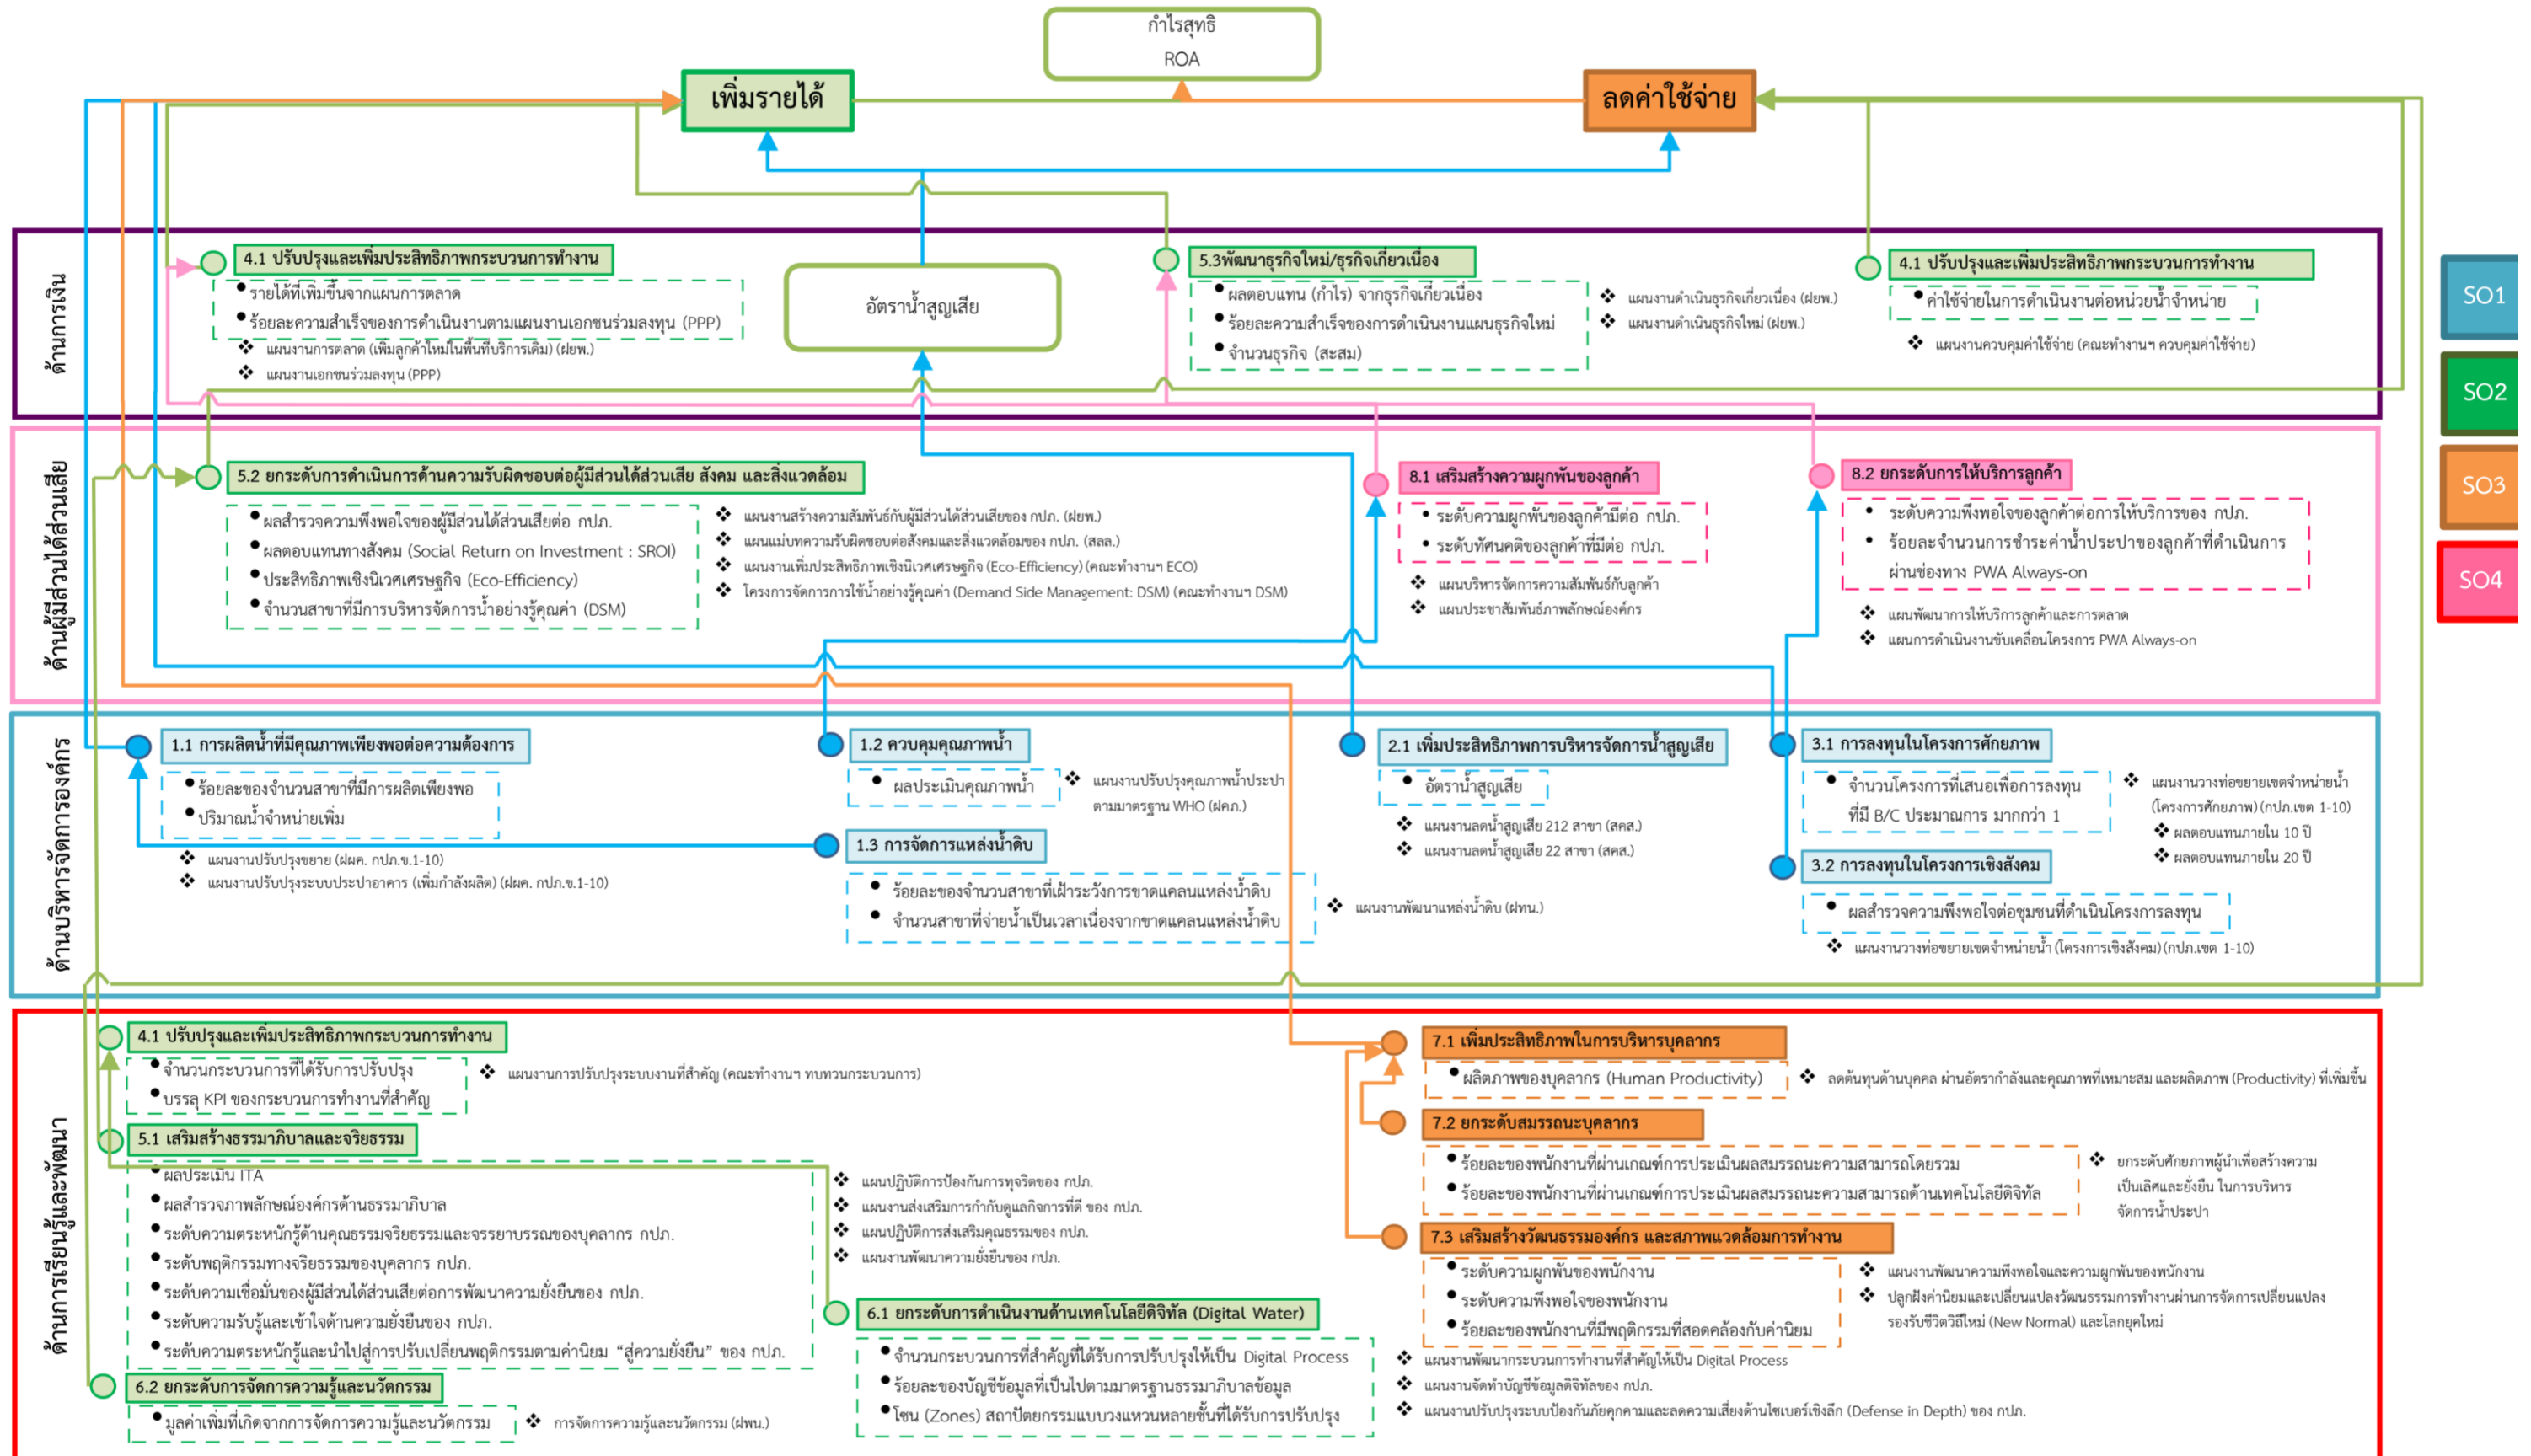 กำไรสุทธิ
ROA
เพิ่มรายได้
ลดค่าใช้จ่าย
ด้านการเงิน
4.1 ปรับปรุงและเพิ่มประสิทธิภาพกระบวนการทำงาน
รายได้ที่เพิ่มขึ้นจากแผนการตลาด
ร้อยละความสำเร็จของการดำเนินงานตามแผนงานเอกชนร่วมลงทุน (PPP)
แผนงานการตลาด (เพิ่มลูกค้าใหม่ในพื้นที่บริการเดิม) (ฝยพ.)
แผนงานเอกชนร่วมลงทุน (PPP)
อัตราน้ำสูญเสีย
5.3พัฒนาธุรกิจใหม่/ธุรกิจเกี่ยวเนื่อง
ผลตอบแทน (กำไร) จากธุรกิจเกี่ยวเนื่อง
ร้อยละความสำเร็จของการดำเนินงานแผนธุรกิจใหม่
จำนวนธุรกิจ (สะสม)
แผนงานดำเนินธุรกิจเกี่ยวเนื่อง (ฝยพ.)
แผนงานดำเนินธุรกิจใหม่ (ฝยพ.)
4.1 ปรับปรุงและเพิ่มประสิทธิภาพกระบวนการทำงาน
ค่าใช้จ่ายในการดำเนินงานต่อหน่วยน้ำจำหน่าย
แผนงานควบคุมค่าใช้จ่าย (คณะทำงานฯ ควบคุมค่าใช้จ่าย)
SO1
SO2
SO3
SO4
ด้านผู้มีส่วนได้ส่วนเสีย
5.2 ยกระดับการดำเนินการด้านความรับผิดชอบต่อผู้มีส่วนได้ส่วนเสีย สังคม และสิ่งแวดล้อม
ผลสำรวจความพึงพอใจของผู้มีส่วนได้ส่วนเสียต่อ กปภ.
ผลตอบแทนทางสังคม (Social Return on Investment : SROI)
ประสิทธิภาพเชิงนิเวศเศรษฐกิจ (Eco-Efficiency)
จำนวนสาขาที่มีการบริหารจัดการน้ำอย่างรู้คุณค่า (DSM)
แผนงานสร้างความสัมพันธ์กับผู้มีส่วนได้ส่วนเสียของ กปภ. (ฝยพ.)
แผนแม่บทความรับผิดชอบต่อสังคมและสิ่งแวดล้อมของ กปภ. (สลล.)
แผนงานเพิ่มประสิทธิภาพเชิงนิเวศเศรษฐกิจ (Eco-Efficiency) (คณะทำงานฯ ECO)
โครงการจัดการการใช้น้ำอย่างรู้คุณค่า (Demand Side Management: DSM) (คณะทำงานฯ DSM)
8.1 เสริมสร้างความผูกพันของลูกค้า
ระดับความผูกพันของลูกค้ามีต่อ กปภ.
ระดับทัศนคติของลูกค้าที่มีต่อ กปภ.
แผนบริหารจัดการความสัมพันธ์กับลูกค้า
แผนประชาสัมพันธ์ภาพลักษณ์องค์กร
8.2 ยกระดับการให้บริการลูกค้า
ระดับความพึงพอใจของลูกค้าต่อการให้บริการของ กปภ.
ร้อยละจำนวนการชำระค่าน้ำประปาของลูกค้าที่ดำเนินการ
ผ่านช่องทาง PWA Always-on
แผนพัฒนาการให้บริการลูกค้าและการตลาด
แผนการดำเนินงานขับเคลื่อนโครงการ PWA Always-on
ด้านบริหารจัดการองค์กร
1.1 การผลิตน้ำที่มีคุณภาพเพียงพอต่อความต้องการ
ร้อยละของจำนวนสาขาที่มีการผลิตเพียงพอ
ปริมาณน้ำจำหน่ายเพิ่ม
แผนงานปรับปรุงขยาย (ฝผค. กปภ.ข.1-10)
แผนงานปรับปรุงระบบประปาอาคาร (เพิ่มกำลังผลิต) (ฝผค. กปภ.ข.1-10)
1.2 ควบคุมคุณภาพน้ำ
ผลประเมินคุณภาพน้ำ
แผนงานปรับปรุงคุณภาพน้ำประปา
ตามมาตรฐาน WHO (ฝคภ.)
1.3 การจัดการแหล่งน้ำดิบ
ร้อยละของจำนวนสาขาที่เฝ้าระวังการขาดแคลนแหล่งน้ำดิบ
จำนวนสาขาที่จ่ายน้ำเป็นเวลาเนื่องจากขาดแคลนแหล่งน้ำดิบ
แผนงานพัฒนาแหล่งน้ำดิบ (ฝทน.)
2.1 เพิ่มประสิทธิภาพการบริหารจัดการน้ำสูญเสีย
อัตราน้ำสูญเสีย
แผนงานลดน้ำสูญเสีย 212 สาขา (สคส.)
แผนงานลดน้ำสูญเสีย 22 สาขา (สคส.)
3.1 การลงทุนในโครงการศักยภาพ
จำนวนโครงการที่เสนอเพื่อการลงทุน
ที่มี B/C ประมาณการ มากกว่า 1
แผนงานวางท่อขยายเขตจำหน่ายน้ำ
(โครงการศักยภาพ) (กปภ.เขต 1-10)
ผลตอบแทนภายใน 10 ปี
ผลตอบแทนภายใน 20 ปี
3.2 การลงทุนในโครงการเชิงสังคม
ผลสำรวจความพึงพอใจต่อชุมชนที่ดำเนินโครงการลงทุน
แผนงานวางท่อขยายเขตจำหน่ายน้ำ (โครงการเชิงสังคม) (กปภ.เขต 1-10)
ด้านการเรียนรู้และพัฒนา
4.1 ปรับปรุงและเพิ่มประสิทธิภาพกระบวนการทำงาน
จำนวนกระบวนการที่ได้รับการปรับปรุง
บรรลุ KPI ของกระบวนการทำงานที่สำคัญ
แผนงานการปรับปรุงระบบงานที่สำคัญ (คณะทำงานฯ ทบทวนกระบวนการ)
5.1 เสริมสร้างธรรมาภิบาลและจริยธรรม
ผลประเมิน ITA
ผลสำรวจภาพลักษณ์องค์กรด้านธรรมาภิบาล
ระดับความตระหนักรู้ด้านคุณธรรมจริยธรรมและจรรยาบรรณของบุคลากร กปภ.
ระดับพฤติกรรมทางจริยธรรมของบุคลากร กปภ.
ระดับความเชื่อมั่นของผู้มีส่วนได้ส่วนเสียต่อการพัฒนาความยั่งยืนของ กปภ.
ระดับความรับรู้และเข้าใจด้านความยั่งยืนของ กปภ.
ระดับความตระหนักรู้และนำไปสู่การปรับเปลี่ยนพฤติกรรมตามค่านิยม “สู่ความยั่งยืน” ของ กปภ.
แผนปฏิบัติการป้องกันการทุจริตของ กปภ.
แผนงานส่งเสริมการกำกับดูแลกิจการที่ดี ของ กปภ.
แผนปฏิบัติการส่งเสริมคุณธรรมของ กปภ.
แผนงานพัฒนาความยั่งยืนของ กปภ.
6.2 ยกระดับการจัดการความรู้และนวัตกรรม
มูลค่าเพิ่มที่เกิดจากการจัดการความรู้และนวัตกรรม
การจัดการความรู้และนวัตกรรม (ฝพน.)
6.1 ยกระดับการดำเนินงานด้านเทคโนโลยีดิจิทัล (Digital Water)
จำนวนกระบวนการที่สำคัญที่ได้รับการปรับปรุงให้เป็น Digital Process
ร้อยละของบัญชีข้อมูลที่เป็นไปตามมาตรฐานธรรมาภิบาลข้อมูล
โซน (Zones) สถาปัตยกรรมแบบวงแหวนหลายชั้นที่ได้รับการปรับปรุง
แผนงานพัฒนากระบวนการทำงานที่สำคัญให้เป็น Digital Process
แผนงานจัดทำบัญชีข้อมูลดิจิทัลของ กปภ.
แผนงานปรับปรุงระบบป้องกันภัยคุกคามและลดความเสี่ยงด้านไซเบอร์เชิงลึก (Defense in Depth) ของ กปภ.
7.1 เพิ่มประสิทธิภาพในการบริหารบุคลากร
ผลิตภาพของบุคลากร (Human Productivity)
ลดต้นทุนด้านบุคคล ผ่านอัตรากำลังและคุณภาพที่เหมาะสม และผลิตภาพ (Productivity) ที่เพิ่มขึ้น
7.2 ยกระดับสมรรถนะบุคลากร
ร้อยละของพนักงานที่ผ่านเกณฑ์การประเมินผลสมรรถนะความสามารถโดยรวม
ร้อยละของพนักงานที่ผ่านเกณฑ์การประเมินผลสมรรถนะความสามารถด้านเทคโนโลยีดิจิทัล
ยกระดับศักยภาพผู้นำเพื่อสร้างความ
เป็นเลิศและยั่งยืน ในการบริหาร
จัดการน้ำประปา
7.3 เสริมสร้างวัฒนธรรมองค์กร และสภาพแวดล้อมการทำงาน
ระดับความผูกพันของพนักงาน
ระดับความพึงพอใจของพนักงาน
ร้อยละของพนักงานที่มีพฤติกรรมที่สอดคล้องกับค่านิยม
แผนงานพัฒนาความพึงพอใจและความผูกพันของพนักงาน
ปลูกฝังค่านิยมและเปลี่ยนแปลงวัฒนธรรมการทำงานผ่านการจัดการเปลี่ยนแปลง
รองรับชีวิตวิถีใหม่ (New Normal) และโลกยุคใหม่